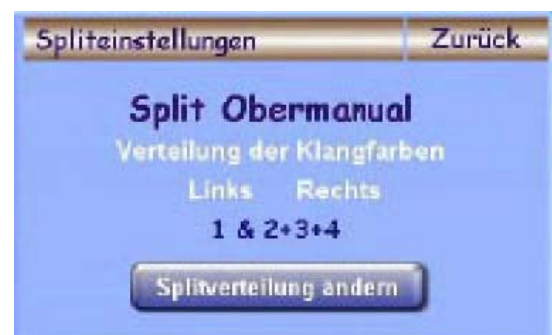 Spliteinstellungen Zurück
Split Obermanual
Verteilung der Klangfarben
Links Rechts
1 & 2+3+4
Splitverteilung ändern